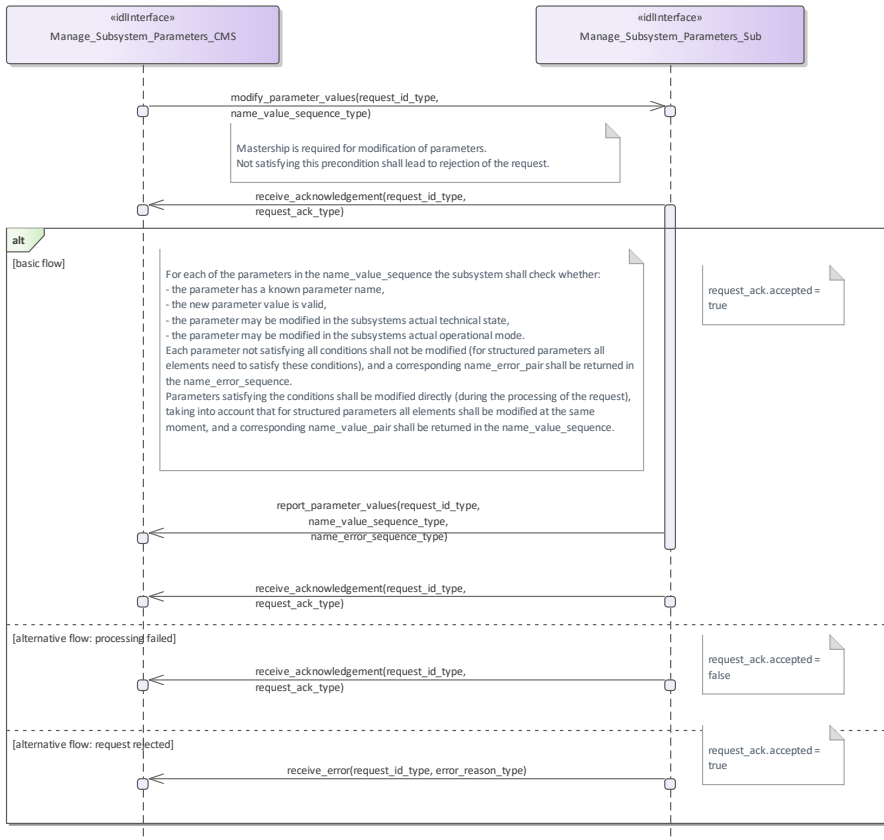 «idlInterface»
Manage_Subsystem_Parameters_CMS
«idlInterface»
Manage_Subsystem_Parameters_Sub
modify_parameter_values(request_id_type,
name_value_sequence_type)
Mastership is required for modification of parameters.
Not satisfying this precondition shall lead to rejection of the request.
receive_acknowledgement(request_id_type,
request_ack_type)
alt
[basic flow]
For each of the parameters in the name_value_sequence the subsystem shall check whether:
- the parameter has a known parameter name,
- the new parameter value is valid,
- the parameter may be modified in the subsystems actual technical state,
- the parameter may be modified in the subsystems actual operational mode.
Each parameter not satisfying all conditions shall not be modified (for structured parameters all
elements need to satisfy these conditions), and a corresponding name_error_pair shall be returned in
the name_error_sequence.
Parameters satisfying the conditions shall be modified directly (during the processing of the request),
taking into account that for structured parameters all elements shall be modified at the same
moment, and a corresponding name_value_pair shall be returned in the name_value_sequence.
request_ack.accepted =
true
report_parameter_values(request_id_type,
name_value_sequence_type,
name_error_sequence_type)
receive_acknowledgement(request_id_type,
request_ack_type)
[alternative flow: processing failed]
request_ack.accepted =
false
receive_acknowledgement(request_id_type,
request_ack_type)
[alternative flow: request rejected]
request_ack.accepted =
true
receive_error(request_id_type, error_reason_type)